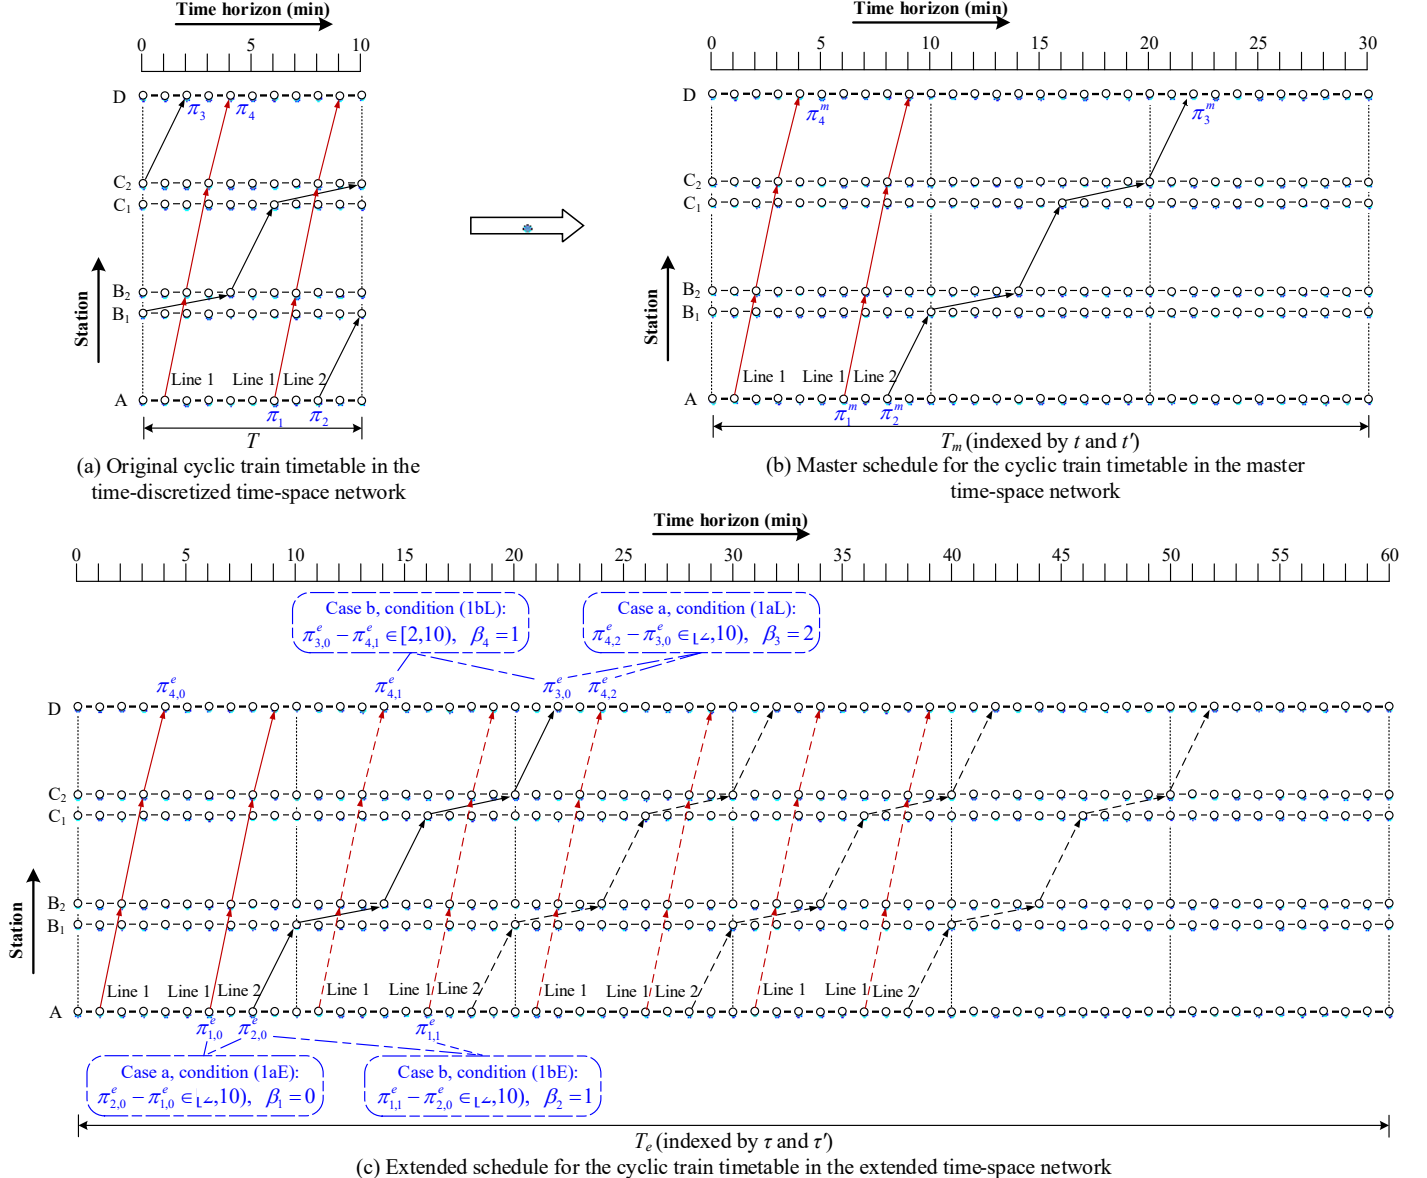 Time horizon (min)
0 5 10
D
π₃ π₄
C₂
C₁
B₂
B₁
Station
Line 1 Line 1 Line 2
A
π₁ π₂
T
(a) Original cyclic train timetable in the
time-discretized time-space network
Time horizon (min)
0 5 10 15 20 25 30
D
π₄ᵐ π₃ᵐ
C₂
C₁
B₂
B₁
Station
Line 1 Line 1 Line 2
A
π₁ᵐ π₂ᵐ
Tₘ (indexed by t and t′)
(b) Master schedule for the cyclic train timetable in the master
time-space network
Time horizon (min)
0 5 10 15 20 25 30 35 40 45 50 55 60
Case b, condition (1bL):
π₃,₀ᵉ − π₄,₁ᵉ ∈ [2,10), β₄ = 1
Case a, condition (1aL):
π₄,₂ᵉ − π₃,₀ᵉ ∈ ,10), β₃ = 2
π₄,₀ᵉ π₄,₁ᵉ π₃,₀ᵉ π₄,₂ᵉ
D
C₂
C₁
B₂
B₁
Station
Line 1 Line 1 Line 2 Line 1 Line 1 Line 2 Line 1 Line 1 Line 2 Line 1 Line 1 Line 2
A
π₁,₀ᵉ π₂,₀ᵉ π₁,₁ᵉ
Case a, condition (1aE):
π₂,₀ᵉ − π₁,₀ᵉ ∈ ,10), β₁ = 0
Case b, condition (1bE):
π₁,₁ᵉ − π₂,₀ᵉ ∈ ,10), β₂ = 1
Tₑ (indexed by τ and τ′)
(c) Extended schedule for the cyclic train timetable in the extended time-space network